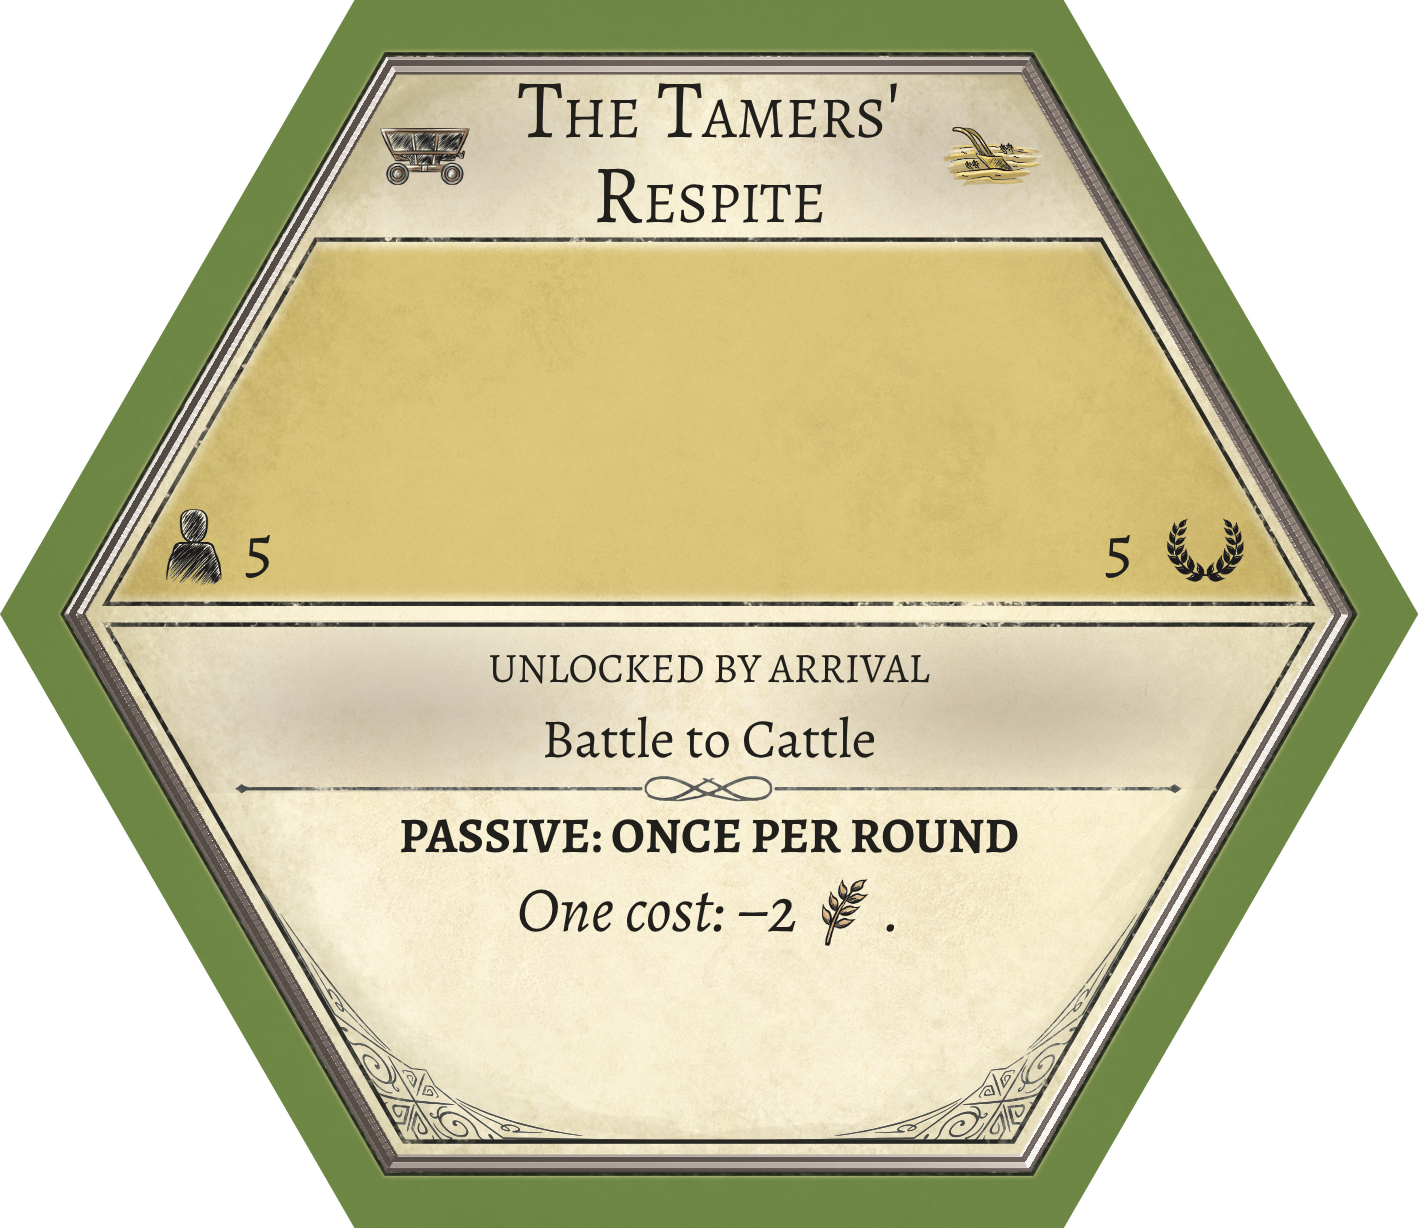 The Tamers'
Respite
5
5
UNLOCKED BY ARRIVAL
Battle to Cattle
PASSIVE: ONCE PER ROUND
One cost: –2 .